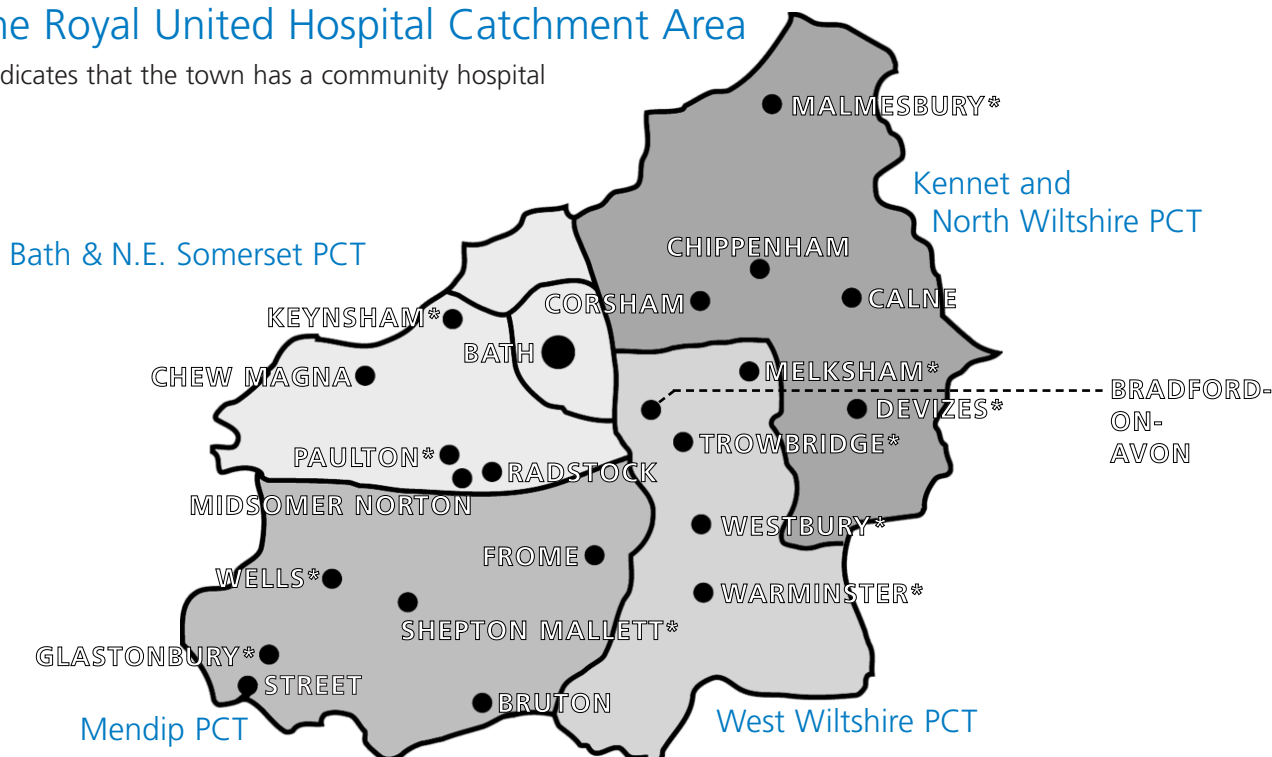 ne Royal United Hospital Catchment Area
dicates that the town has a community hospital
MALMESBURY*
Kennet and
North Wiltshire PCT
CHIPPENHAM
Bath & N.E. Somerset PCT
CORSHAM
CALNE
KEYNSHAM*
BATH
MELKSHAM*
CHEW MAGNA
BRADFORD-
ON-
AVON
DEVIZES*
TROWBRIDGE*
PAULTON*
RADSTOCK
MIDSOMER NORTON
WESTBURY*
FROME
WELLS*
WARMINSTER*
SHEPTON MALLETT*
GLASTONBURY*
STREET
BRUTON
Mendip PCT
West Wiltshire PCT